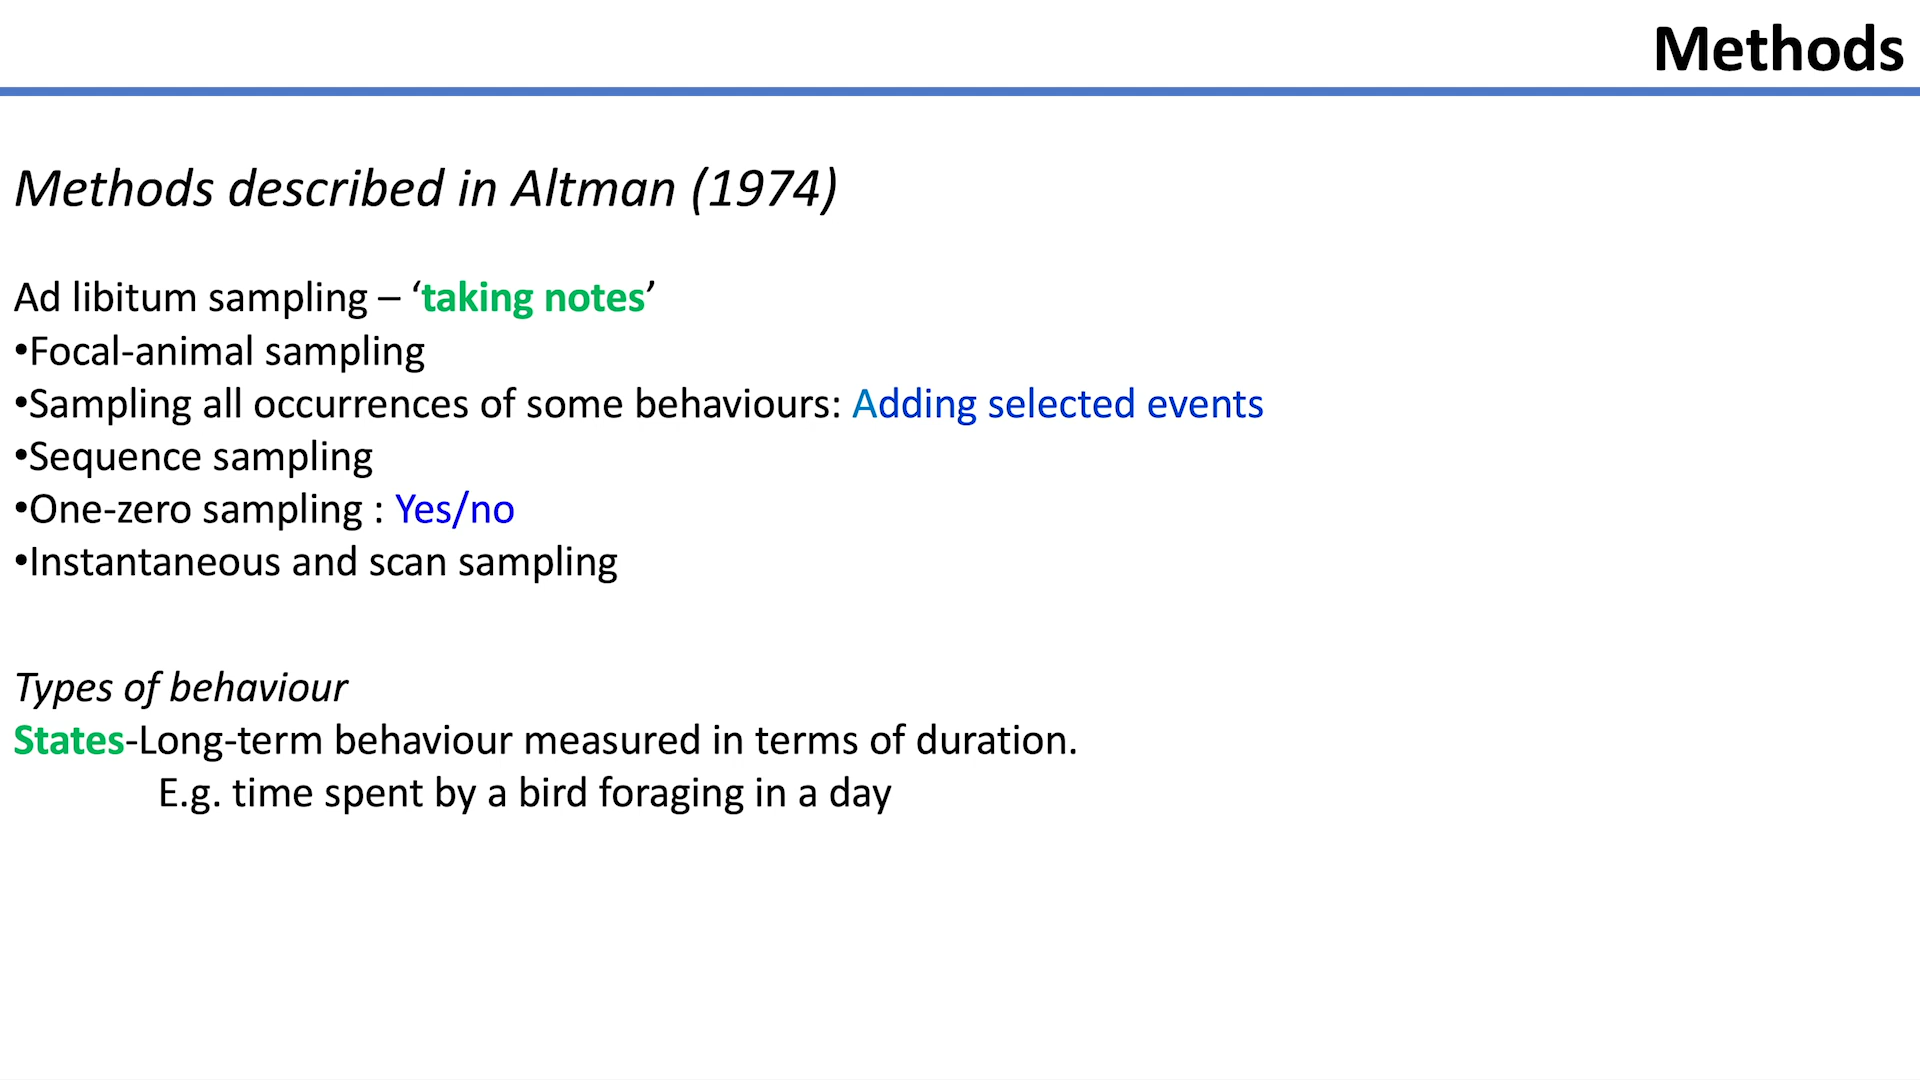 Methods
Methods described in Altman (1974)
Ad libitum sampling – ‘taking notes’
•Focal-animal sampling
•Sampling all occurrences of some behaviours: Adding selected events
•Sequence sampling
•One-zero sampling : Yes/no
•Instantaneous and scan sampling
Types of behaviour
States-Long-term behaviour measured in terms of duration.
E.g. time spent by a bird foraging in a day